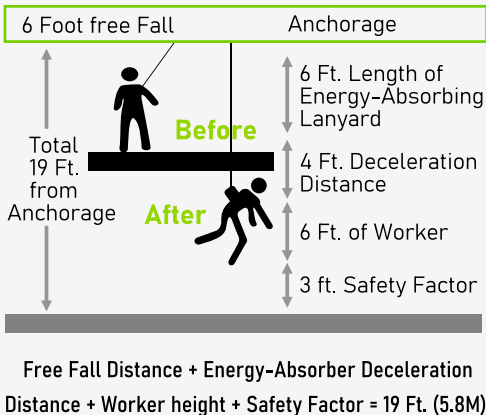 6 Foot free Fall
Anchorage
6 Ft. Length of
Energy-Absorbing
Lanyard
Before
Total
19 Ft.
from
Anchorage
4 Ft. Deceleration
Distance
After
6 Ft. of Worker
3 ft. Safety Factor
Free Fall Distance + Energy-Absorber Deceleration
Distance + Worker height + Safety Factor = 19 Ft. (5.8M)